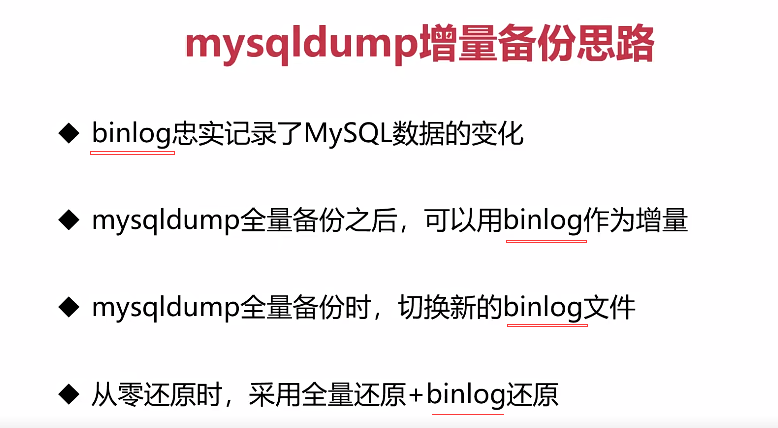 mysqldump增量备份思路
◆ binlog忠实记录了MySQL数据的变化
◆ mysqldump全量备份之后，可以用binlog作为增量
◆ mysqldump全量备份时，切换新的binlog文件
◆ 从零还原时，采用全量还原+binlog还原